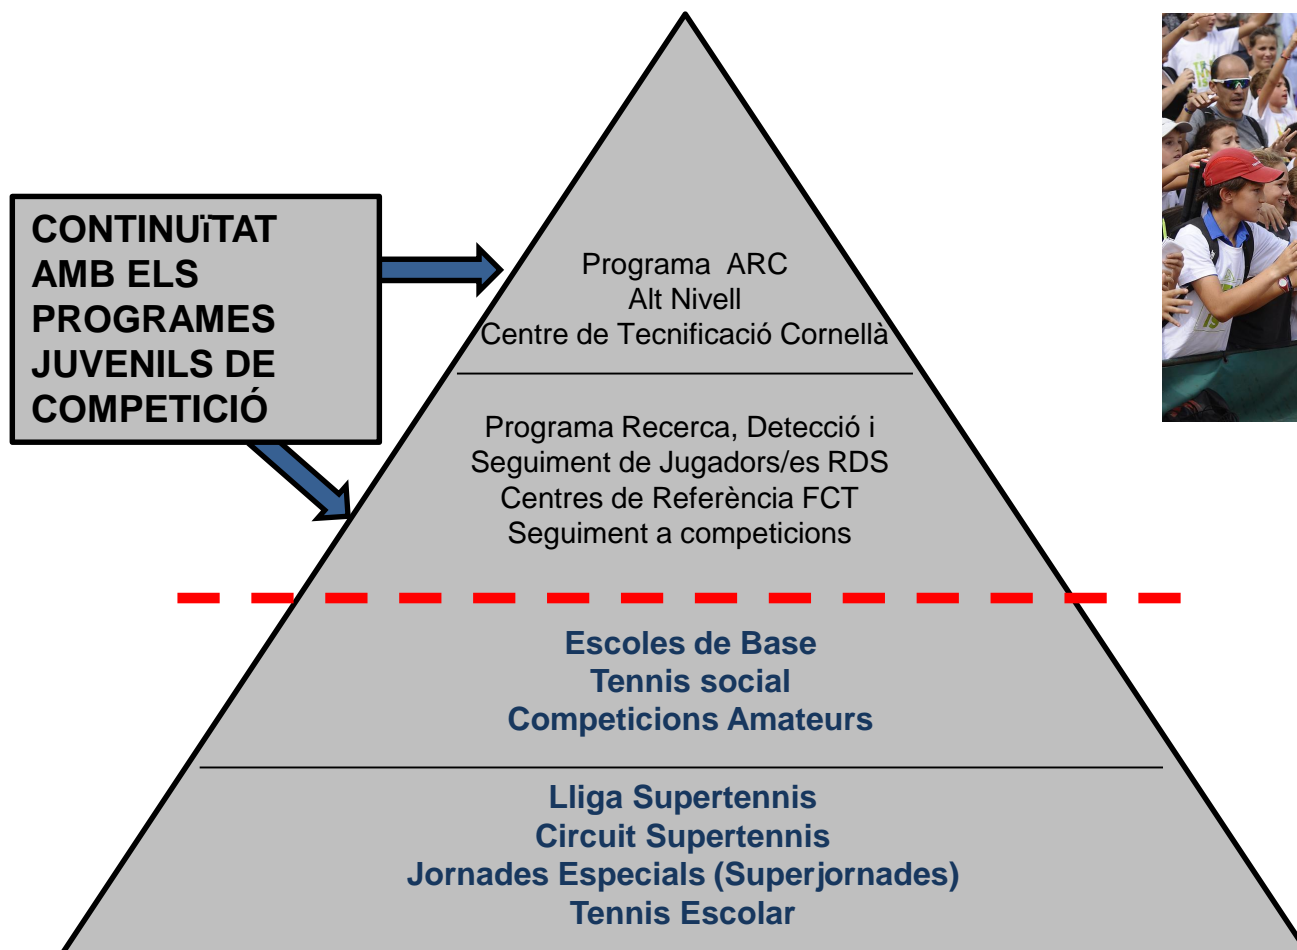 CONTINUïTAT
AMB ELS
PROGRAMES
JUVENILS DE
COMPETICIÓ
Programa ARC
Alt Nivell
Centre de Tecnificació Cornellà
Programa Recerca, Detecció i
Seguiment de Jugadors/es RDS
Centres de Referència FCT
Seguiment a competicions
Escoles de Base
Tennis social
Competicions Amateurs
Lliga Supertennis
Circuit Supertennis
Jornades Especials (Superjornades)
Tennis Escolar